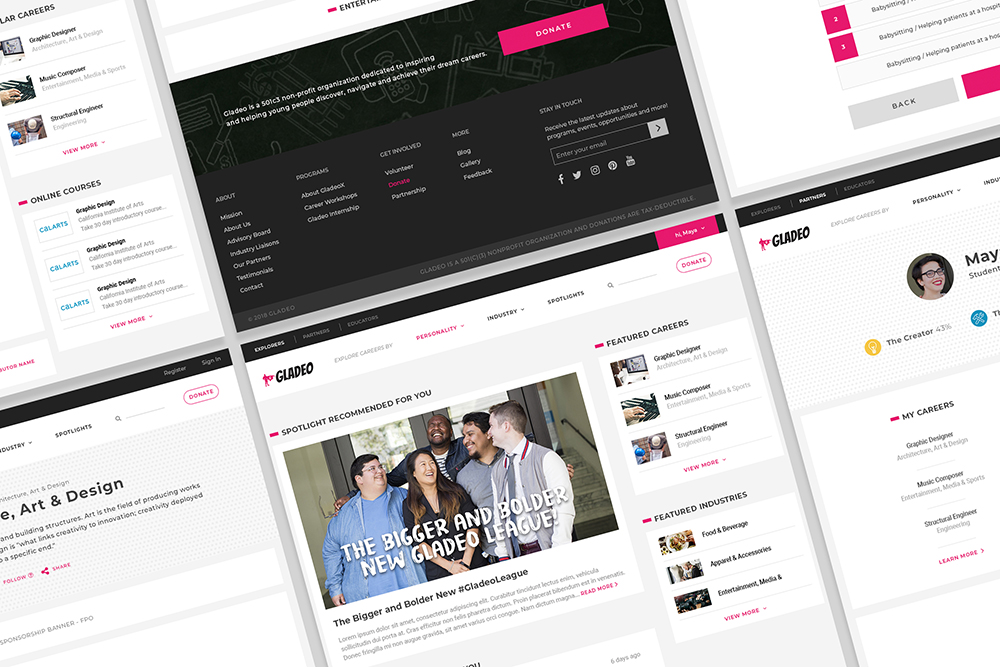 LAR CAREERS
Graphic Designer
Architecture, Art & Design
Music Composer
Entertainment, Media & Sports
Structural Engineer
Engineering
VIEW MORE
ONLINE COURSES
CALARTS
Graphic Design
California Institute of Arts
Take 30 day introductory course...
CALARTS
Graphic Design
California Institute of Arts
Take 30 day introductory course...
CALARTS
Graphic Design
California Institute of Arts
Take 30 day introductory course...
VIEW MORE
BUTOR NAME
ENTERTAI
DONATE
Gladeo is a 501c3 non-profit organization dedicated to inspiring
and helping young people discover, navigate and achieve their dream careers.
ABOUT
Mission
About Us
Advisory Board
Industry Liaisons
Our Partners
Testimonials
Contact
PROGRAMS
About GladeoX
Career Workshops
Gladeo Internship
GET INVOLVED
Volunteer
Donate
Partnership
MORE
Blog
Gallery
Feedback
STAY IN TOUCH
Receive the latest updates about
programs, events, opportunities and more!
Enter your email
© 2018 GLADEO
GLADEO IS A 501(C)(3) NONPROFIT ORGANIZATION AND DONATIONS ARE TAX-DEDUCTIBLE.
2
Babysitting / Helping patients at a hospit
3
Babysitting / Helping patients at a hos
Babysitting / Helping patients at a ho
BACK
Register
Sign In
DONATE
NDUSTRY
SPOTLIGHTS
rchitecture, Art & Design
e, Art & Design
and building structures. Art is the field of producing works
gn is "what links creativity to innovation; creativity deployed
o a specific end."
FOLLOW
SHARE
SPONSORSHIP BANNER - FPO
EXPLORERS
PARTNERS
EDUCATORS
hi, Maya
GLADEO
EXPLORE CAREERS BY
PERSONALITY
INDUSTRY
SPOTLIGHTS
DONATE
SPOTLIGHT RECOMMENDED FOR YOU
THE BIGGER AND BOLDER
NEW GLADEO LEAGUE!
The Bigger and Bolder New #GladeoLeague
Lorem ipsum dolor sit amet, consectetur adipiscing elit. Curabitur tincidunt lectus enim, vehicula
sollicitudin dui porta at. Cras efficitur non felis pharetra dictum. Proin placerat bibendum est in venenatis.
Donec fringilla mi non augue gravida, sit amet varius orci congue. Nam dictum magna... READ MORE
YOU
6 days ago
FEATURED CAREERS
Graphic Designer
Architecture, Art & Design
Music Composer
Entertainment, Media & Sports
Structural Engineer
Engineering
VIEW MORE
FEATURED INDUSTRIES
Food & Beverage
Apparel & Accessories
Entertainment, Media &
VIEW MORE
EXPLORERS
PARTNERS
EDUCATORS
GLADEO
EXPLORE CAREERS BY
PERSONALITY
INDUS
May
Student
The Creator 43%
Th
MY CAREERS
Graphic Designer
Architecture, Art & Design
Music Composer
Entertainment, Media & Sports
Structural Engineer
Engineering
LEARN MORE